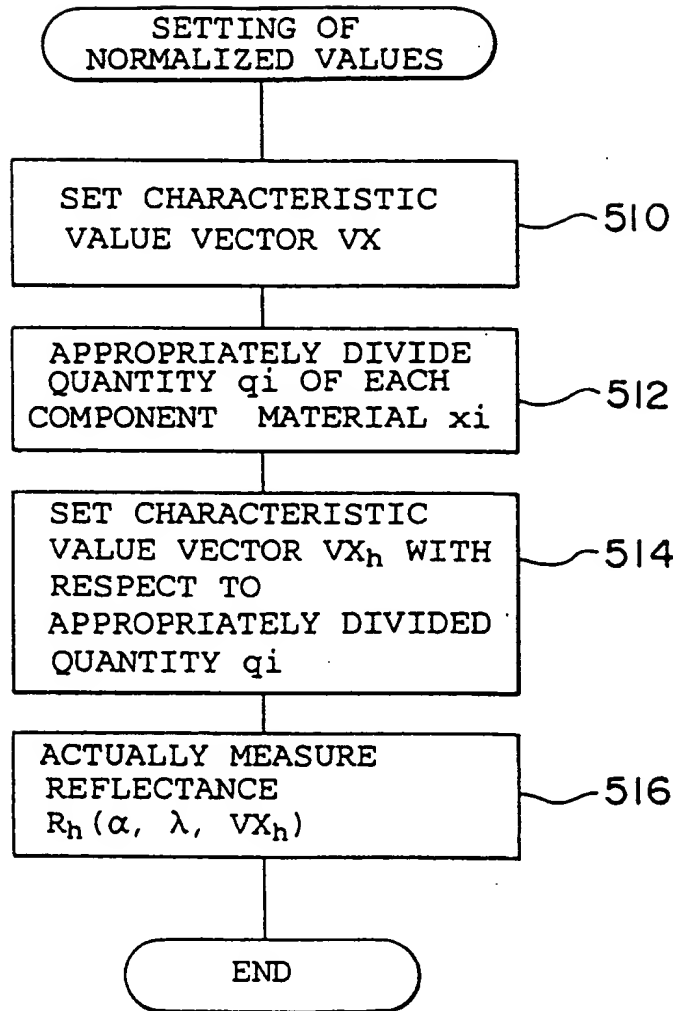 SETTING OF
NORMALIZED VALUES
SET CHARACTERISTIC
VALUE VECTOR VX
510
APPROPRIATELY DIVIDE
QUANTITY qi OF EACH
COMPONENT MATERIAL xi
512
SET CHARACTERISTIC
VALUE VECTOR VXₕ WITH
RESPECT TO
APPROPRIATELY DIVIDED
QUANTITY qi
514
ACTUALLY MEASURE
REFLECTANCE
Rₕ(α, λ, VXₕ)
516
END